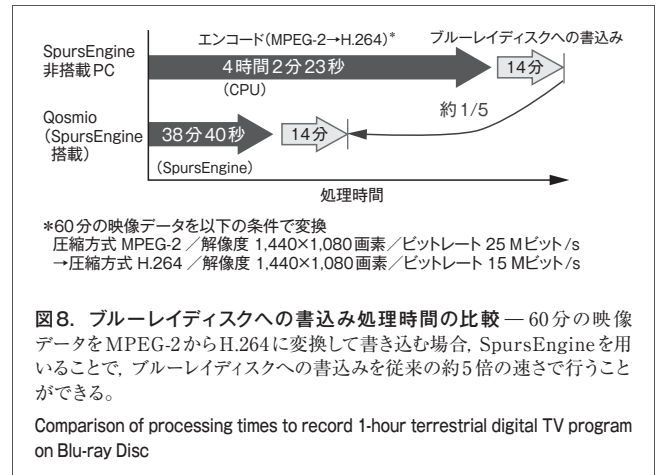 エンコード(MPEG-2→H.264)*
ブルーレイディスクへの書込み
SpursEngine
非搭載PC
4時間2分23秒
14分
(CPU)
約1/5
Qosmio
(SpursEngine
搭載)
38分40秒
14分
(SpursEngine)
処理時間
*60分の映像データを以下の条件で変換
圧縮方式 MPEG-2/解像度 1,440×1,080画素/ビットレート 25 Mビット/s
→圧縮方式 H.264 /解像度 1,440×1,080画素/ビットレート 15 Mビット/s
図8. ブルーレイディスクへの書込み処理時間の比較 — 60分の映像
データをMPEG-2からH.264に変換して書き込む場合, SpursEngineを用
いることで, ブルーレイディスクへの書込みを従来の約5倍の速さで行うこと
ができる。
Comparison of processing times to record 1-hour terrestrial digital TV program
on Blu-ray Disc